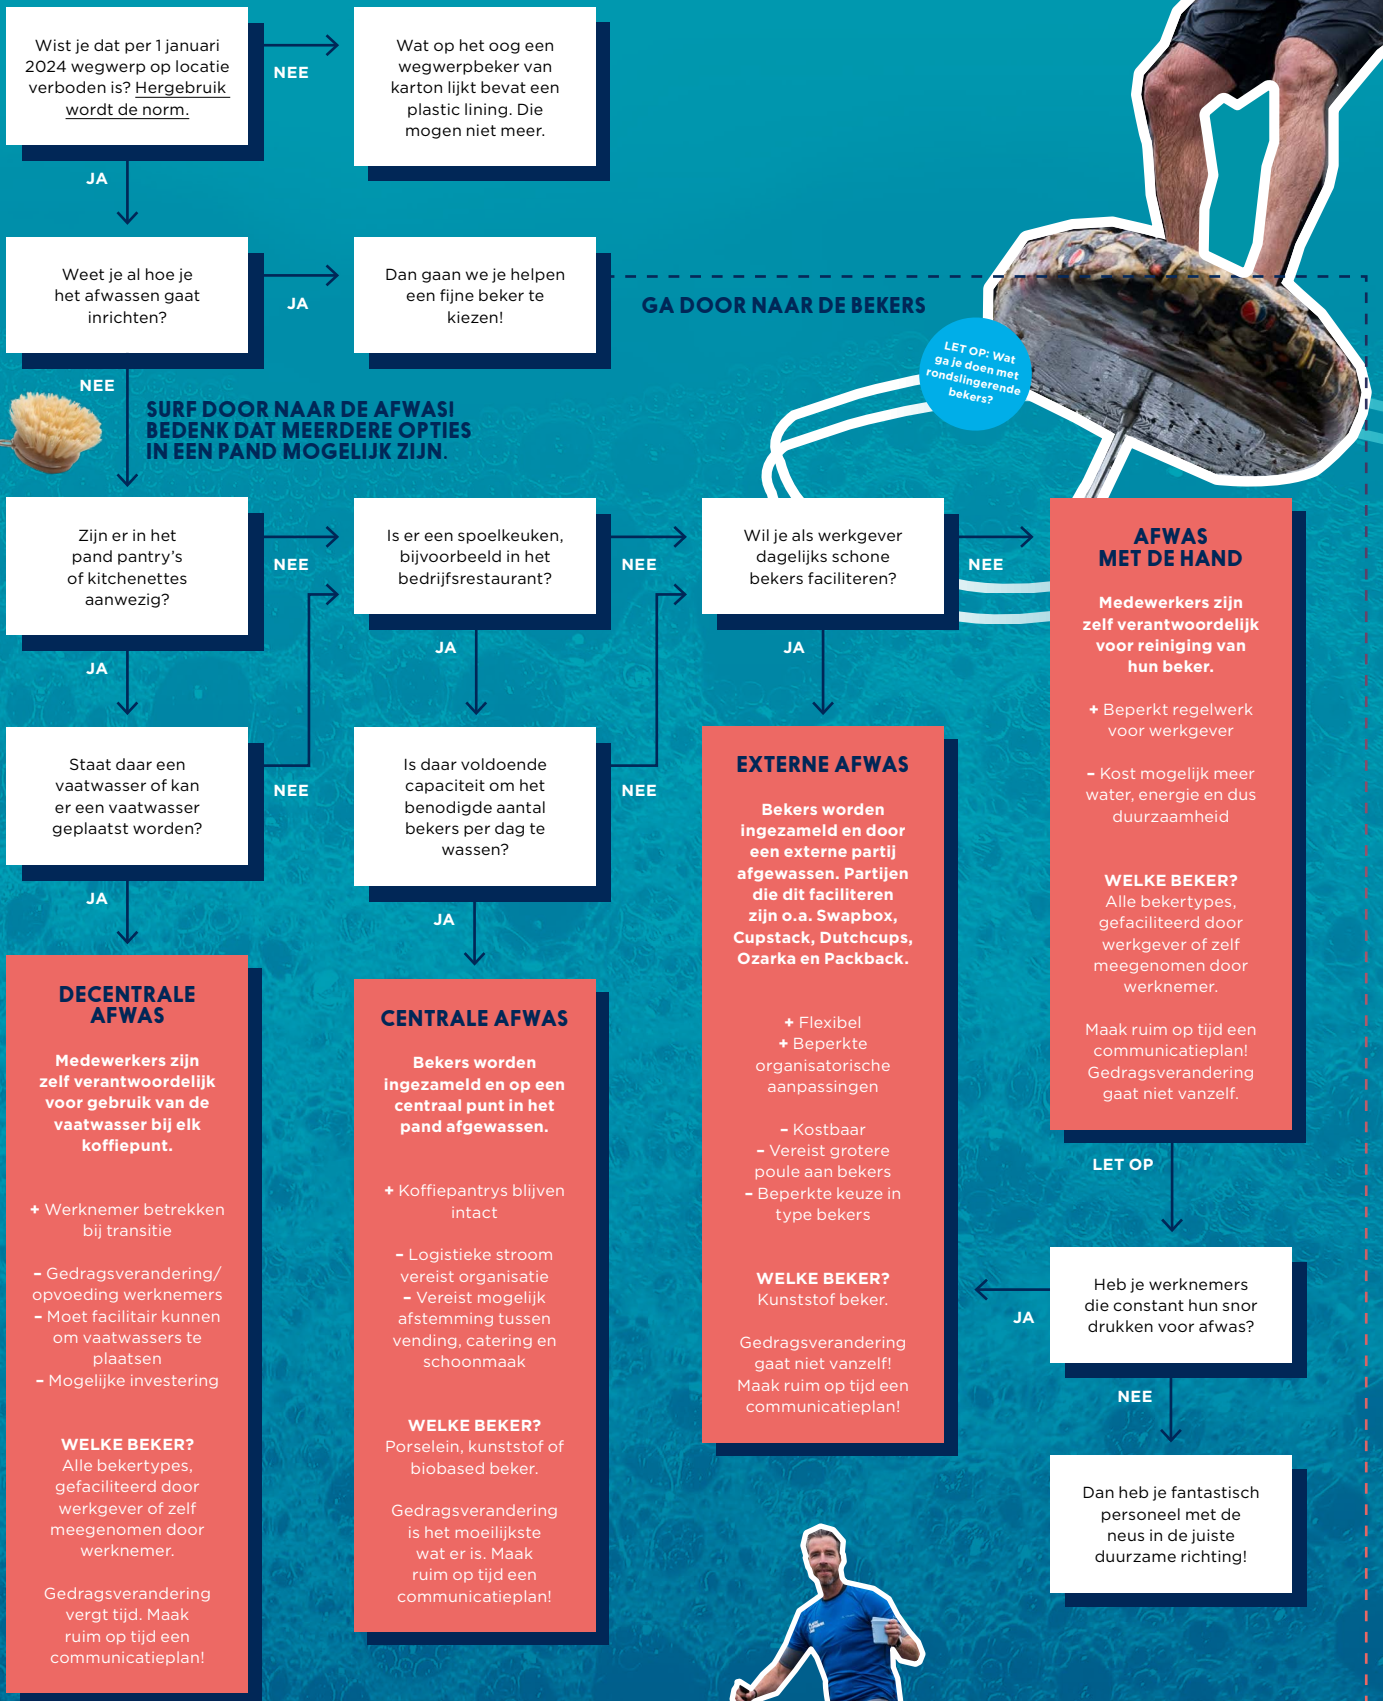 Wist je dat per 1 januari
2024 wegwerp op locatie
verboden is? Hergebruik
wordt de norm.
NEE
Wat op het oog een
wegwerpbeker van
karton lijkt bevat een
plastic lining. Die
mogen niet meer.
JA
Weet je al hoe je
het afwassen gaat
inrichten?
JA
Dan gaan we je helpen
een fijne beker te
kiezen!
GA DOOR NAAR DE BEKERS
LET OP: Wat
ga je doen met
rondslingerende
bekers?
NEE
SURF DOOR NAAR DE AFWAS!
BEDENK DAT MEERDERE OPTIES
IN EEN PAND MOGELIJK ZIJN.
Zijn er in het
pand pantry's
of kitchenettes
aanwezig?
NEE
Is er een spoelkeuken,
bijvoorbeeld in het
bedrijfsrestaurant?
NEE
Wil je als werkgever
dagelijks schone
bekers faciliteren?
NEE
AFWAS
MET DE HAND
Medewerkers zijn
zelf verantwoordelijk
voor reiniging van
hun beker.
+ Beperkt regelwerk
voor werkgever
– Kost mogelijk meer
water, energie en dus
duurzaamheid
WELKE BEKER?
Alle bekertypes,
gefaciliteerd door
werkgever of zelf
meegenomen door
werknemer.
Maak ruim op tijd een
communicatieplan!
Gedragsverandering
gaat niet vanzelf.
JA
JA
JA
Staat daar een
vaatwasser of kan
er een vaatwasser
geplaatst worden?
NEE
Is daar voldoende
capaciteit om het
benodigde aantal
bekers per dag te
wassen?
NEE
EXTERNE AFWAS
Bekers worden
ingezameld en door
een externe partij
afgewassen. Partijen
die dit faciliteren
zijn o.a. Swapbox,
Cupstack, Dutchcups,
Ozarka en Packback.
+ Flexibel
+ Beperkte
organisatorische
aanpassingen
– Kostbaar
– Vereist grotere
poule aan bekers
– Beperkte keuze in
type bekers
WELKE BEKER?
Kunststof beker.
Gedragsverandering
gaat niet vanzelf!
Maak ruim op tijd een
communicatieplan!
JA
JA
DECENTRALE
AFWAS
Medewerkers zijn
zelf verantwoordelijk
voor gebruik van de
vaatwasser bij elk
koffiepunt.
+ Werknemer betrekken
bij transitie
– Gedragsverandering/
opvoeding werknemers
– Moet facilitair kunnen
om vaatwassers te
plaatsen
– Mogelijke investering
WELKE BEKER?
Alle bekertypes,
gefaciliteerd door
werkgever of zelf
meegenomen door
werknemer.
Gedragsverandering
vergt tijd. Maak
ruim op tijd een
communicatieplan!
CENTRALE AFWAS
Bekers worden
ingezameld en op een
centraal punt in het
pand afgewassen.
+ Koffiepantrys blijven
intact
– Logistieke stroom
vereist organisatie
– Vereist mogelijk
afstemming tussen
vending, catering en
schoonmaak
WELKE BEKER?
Porselein, kunststof of
biobased beker.
Gedragsverandering
is het moeilijkste
wat er is. Maak
ruim op tijd een
communicatieplan!
LET OP
Heb je werknemers
die constant hun snor
drukken voor afwas?
JA
NEE
Dan heb je fantastisch
personeel met de
neus in de juiste
duurzame richting!